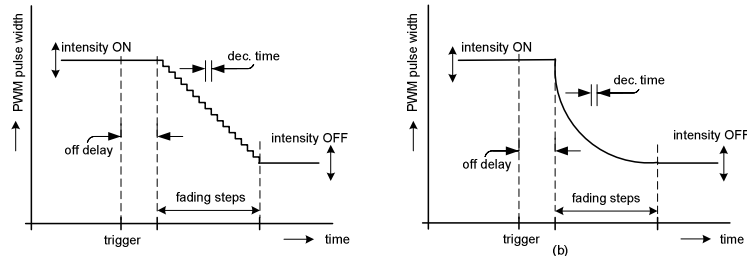 PWM pulse width
intensity ON
dec. time
off delay
intensity OFF
fading steps
trigger
time
PWM pulse width
intensity ON
dec. time
off delay
intensity OFF
fading steps
trigger
time
(b)